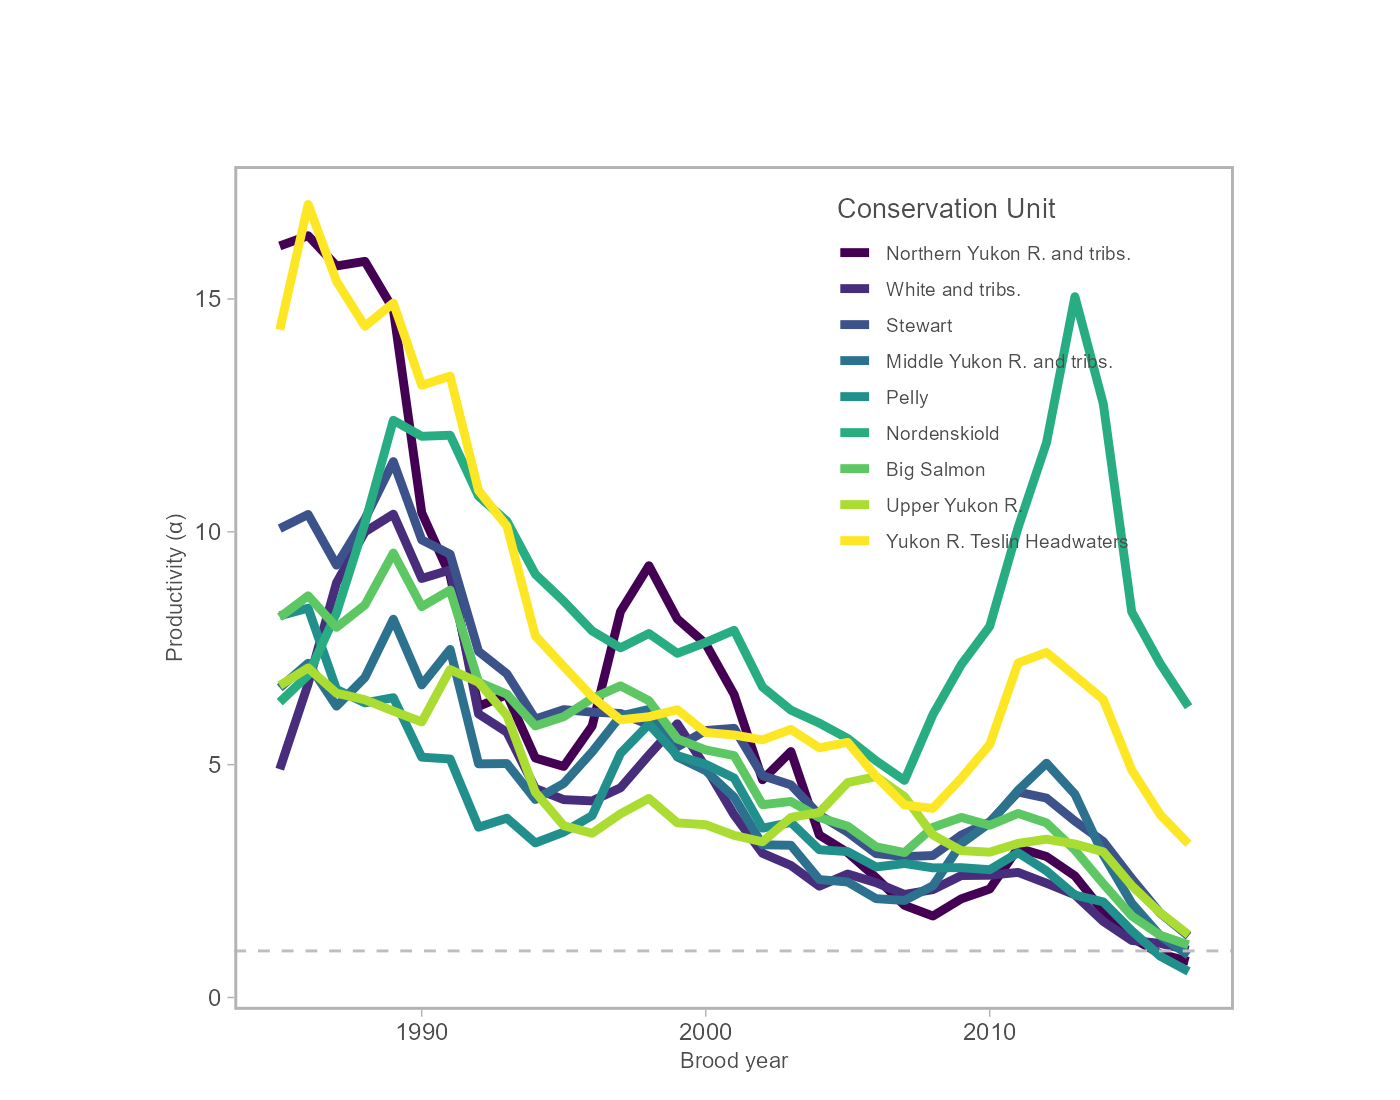 Conservation Unit
Northern Yukon R. and tribs.
White and tribs.
Stewart
Middle Yukon R. and tribs.
Pelly
Nordenskiold
Big Salmon
Upper Yukon R.
Yukon R. Teslin Headwaters
15
10
5
0
Productivity (α)
1990 2000 2010
Brood year